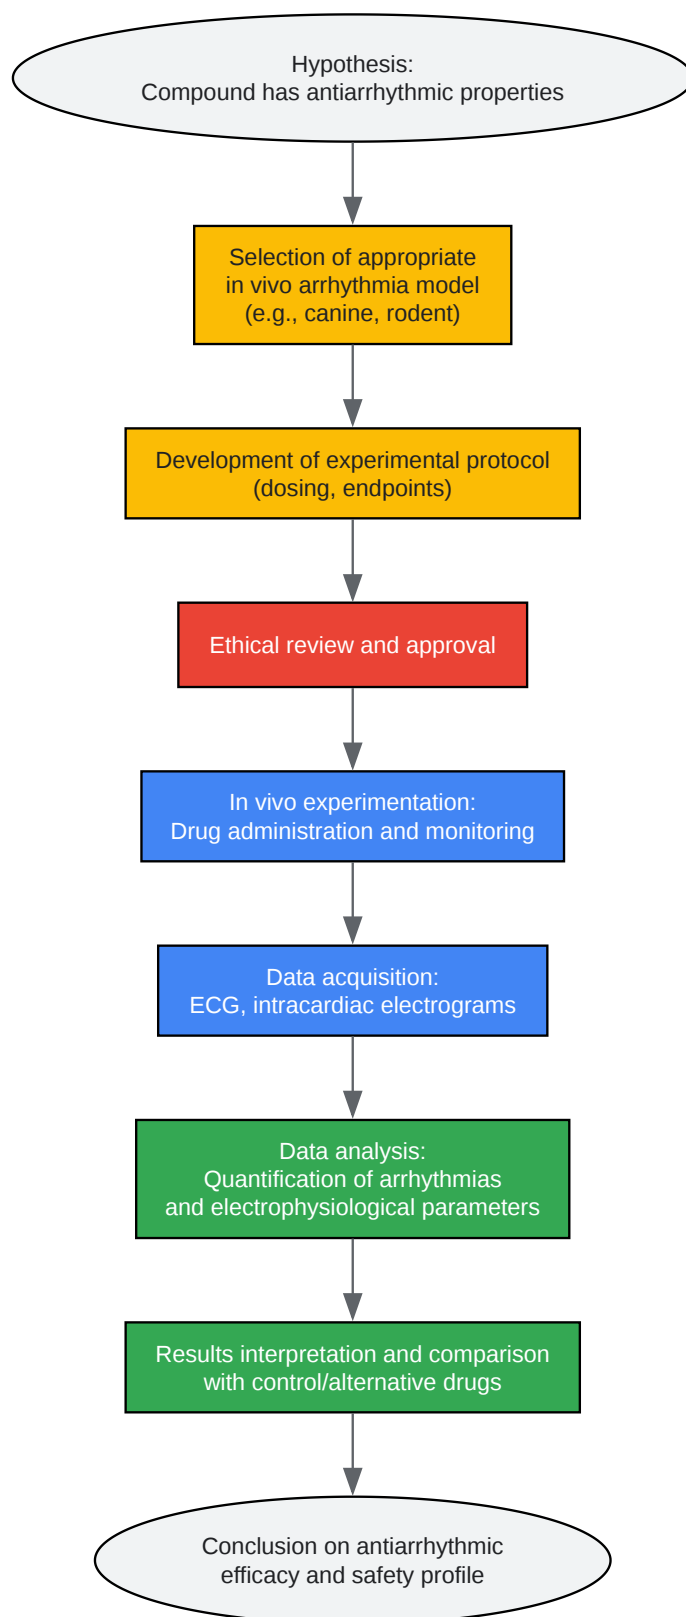 Hypothesis:
Compound has antiarrhythmic properties
Selection of appropriate
in vivo arrhythmia model
(e.g., canine, rodent)
Development of experimental protocol
(dosing, endpoints)
Ethical review and approval
In vivo experimentation:
Drug administration and monitoring
Data acquisition:
ECG, intracardiac electrograms
Data analysis:
Quantification of arrhythmias
and electrophysiological parameters
Results interpretation and comparison
with control/alternative drugs
Conclusion on antiarrhythmic
efficacy and safety profile